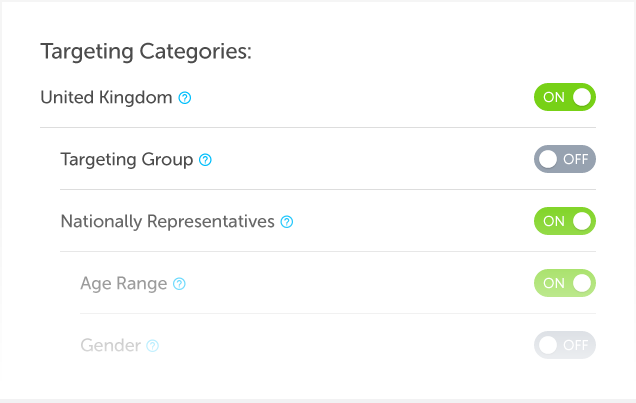 Targeting Categories:
United Kingdom ? ON
Targeting Group ? OFF
Nationally Representatives ? ON
Age Range ? ON
Gender ? OFF